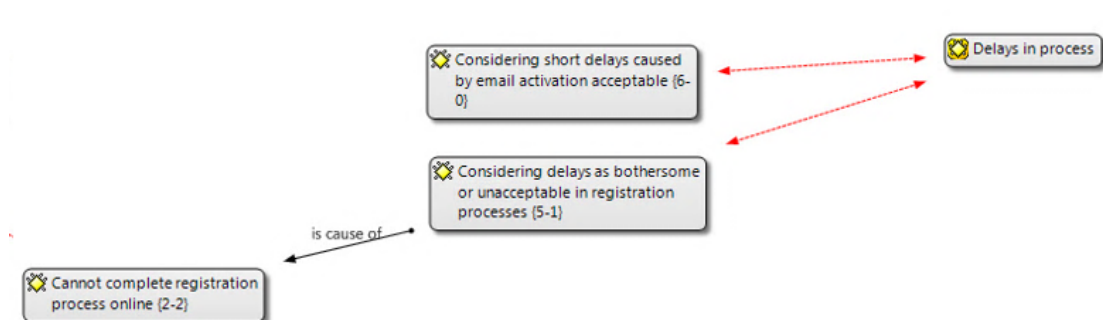 Considering short delays caused
by email activation acceptable {6-
0}
Delays in process
Considering delays as bothersome
or unacceptable in registration
processes {5-1}
is cause of
Cannot complete registration
process online {2-2}